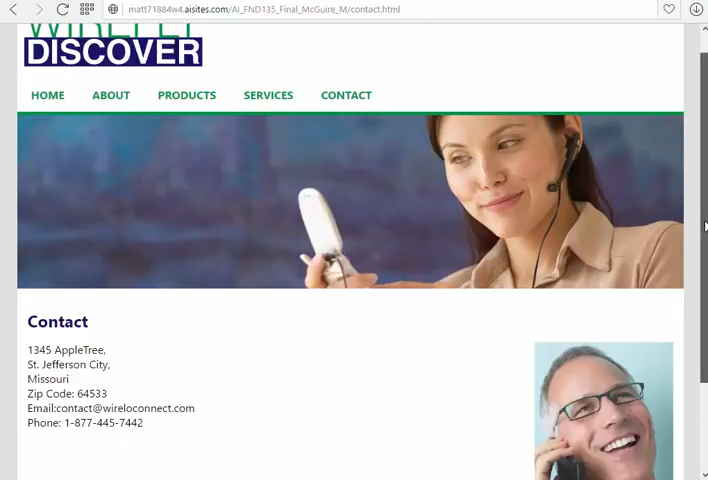 matt71884w4.aisites.com/AI_FND135_Final_McGuire_M/contact.html
DISCOVER
HOME ABOUT PRODUCTS SERVICES CONTACT
Contact
1345 AppleTree,
St. Jefferson City,
Missouri
Zip Code: 64533
Email:contact@wireloconnect.com
Phone: 1-877-445-7442